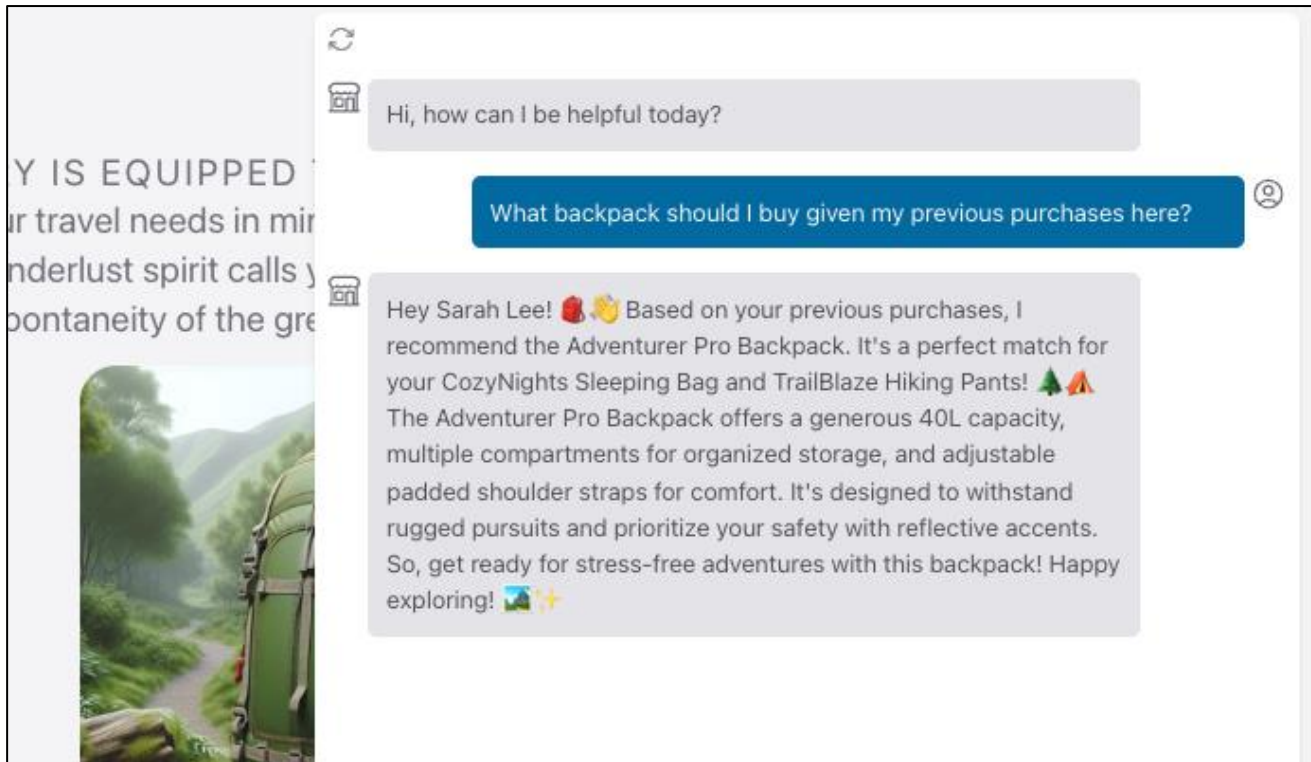 Hi, how can I be helpful today?
Y IS EQUIPPED
ur travel needs in
nderlust spirit calls
pontaneity of the
What backpack should I buy given my previous purchases here?
Hey Sarah Lee! 🎒👋 Based on your previous purchases, I
recommend the Adventurer Pro Backpack. It's a perfect match for
your CozyNights Sleeping Bag and TrailBlaze Hiking Pants! 🌲⛺
The Adventurer Pro Backpack offers a generous 40L capacity,
multiple compartments for organized storage, and adjustable
padded shoulder straps for comfort. It's designed to withstand
rugged pursuits and prioritize your safety with reflective accents.
So, get ready for stress-free adventures with this backpack! Happy
exploring! 🏞️✨